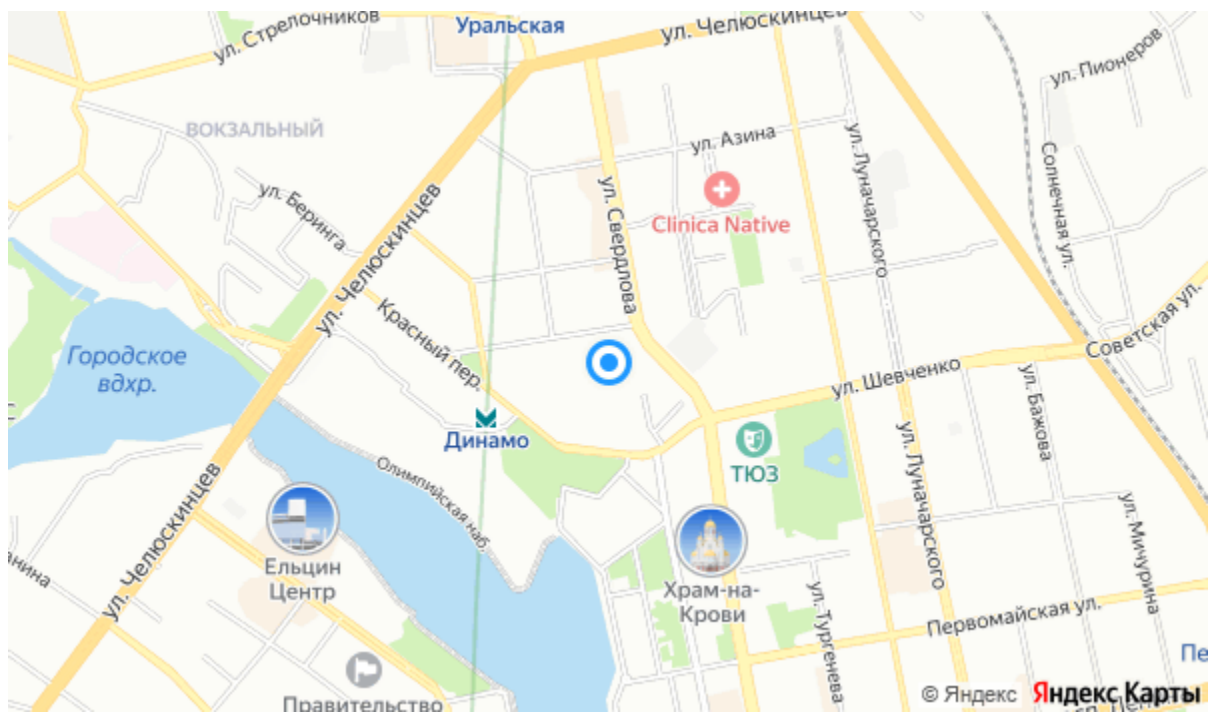 Уральская
ул. Стрелочников
ул. Челюскинцев
ул. Пионеров
ВОКЗАЛЬНЫЙ
ул. Азина
ул. Луначарского
Солнечная ул.
ул. Беринга
ул. Свердлова
Clinica Native
ул. Челюскинцев
Красный пер.
Городское
вдхр.
Советская ул.
ул. Шевченко
ул. Бажова
Динамо
ТЮЗ
ул. Луначарского
Олимпийская наб.
ул. Челюскинцев
Ельцин
Центр
Храм-на-
Крови
ул. Мичурина
Первомайская ул.
ул. Тургенева
Правительство
© Яндекс Яндекс Карты